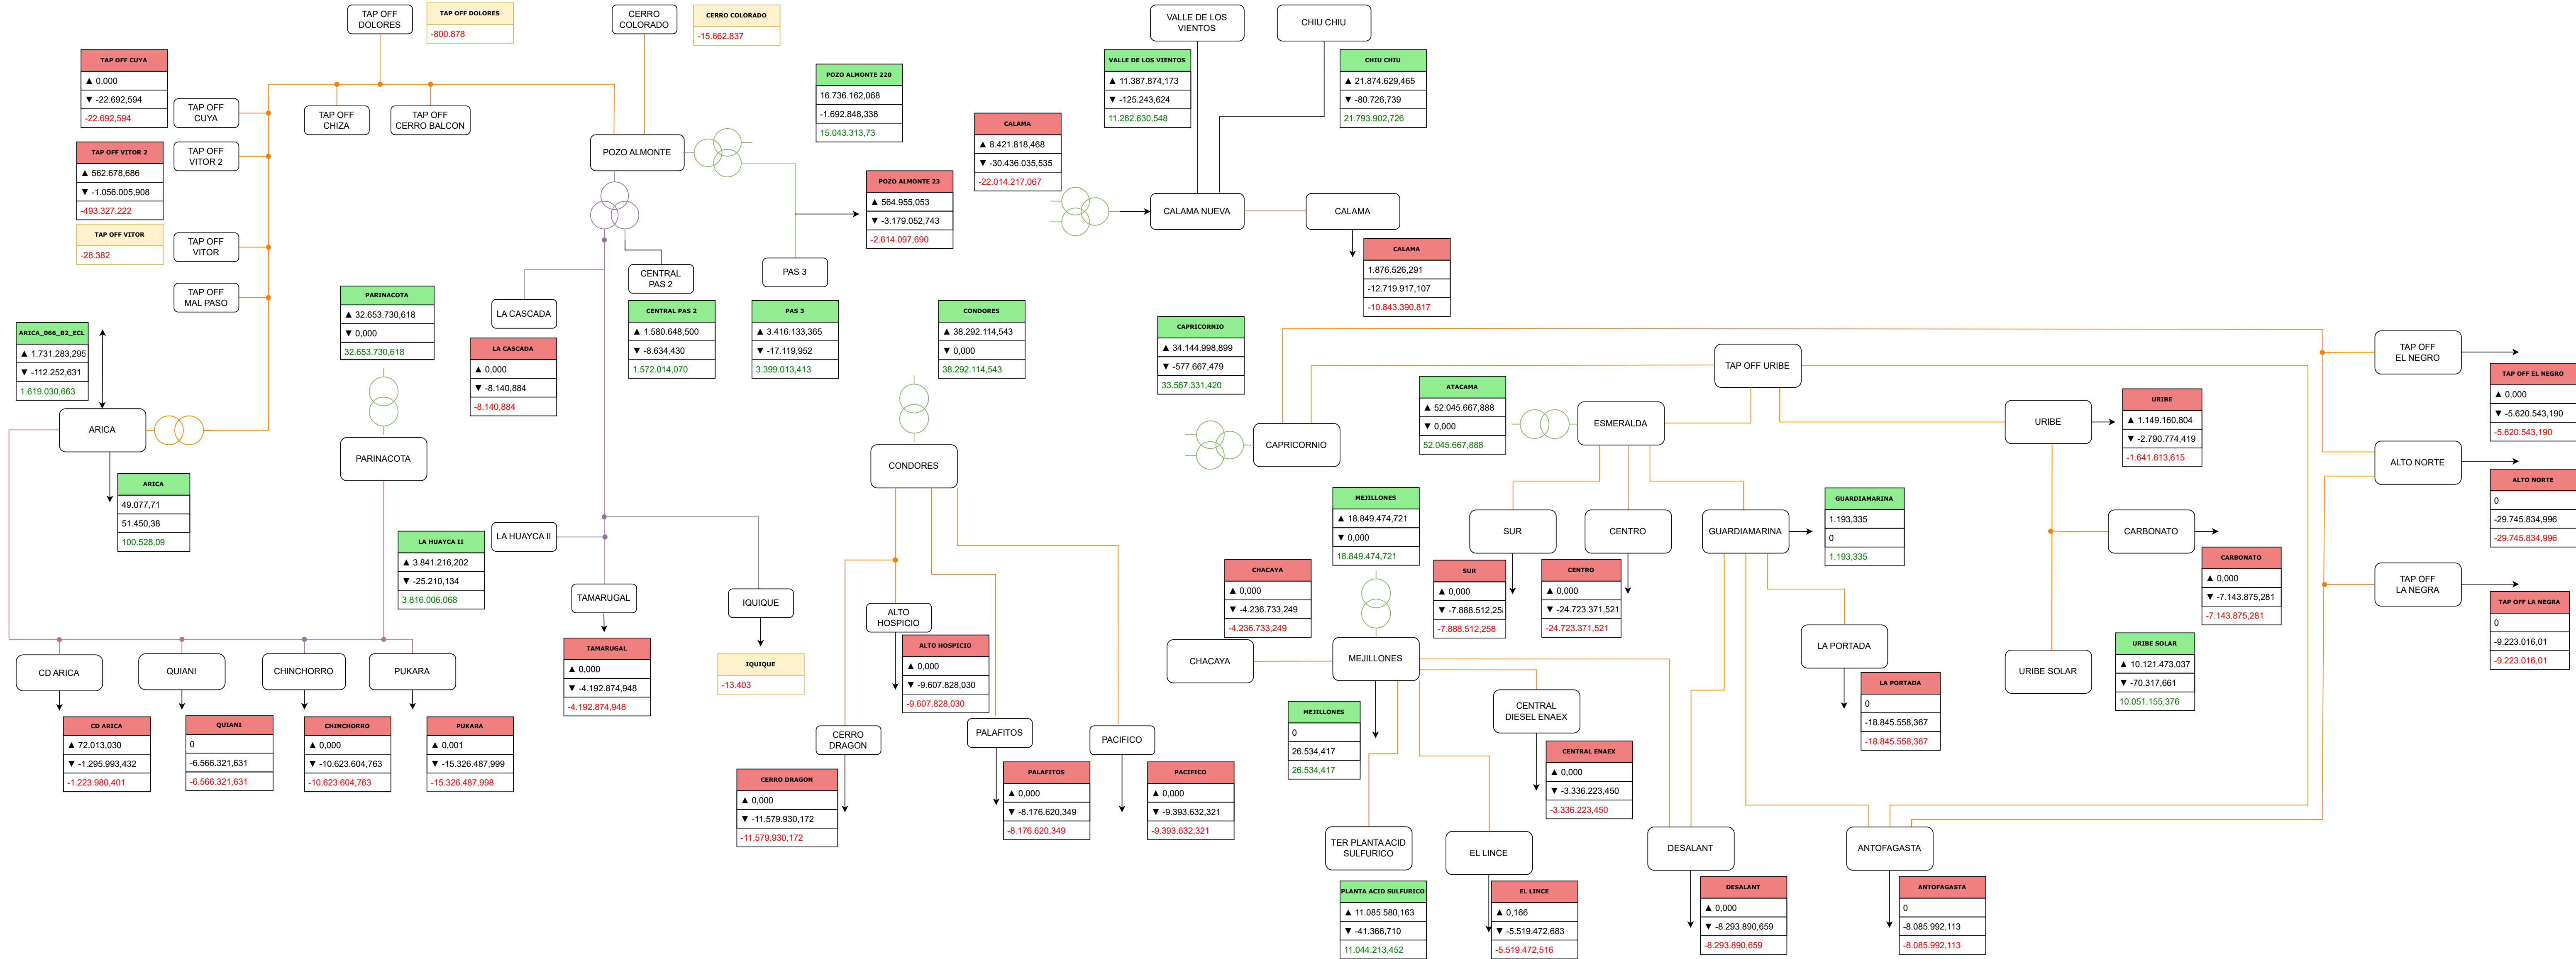 TAP OFF
DOLORES
TAP OFF DOLORES
-800.878
CERRO
COLORADO
CERRO COLORADO
-15.662.837
VALLE DE LOS
VIENTOS
CHIU CHIU
TAP OFF CUYA
▲ 0,000
▼ -22.692,594
-22.692,594
TAP OFF
CUYA
TAP OFF
CHIZA
TAP OFF
CERRO BALCON
POZO ALMONTE 220
16.736.162,068
-1.692.848,338
15.043.313,73
VALLE DE LOS VIENTOS
▲ 11.387.874,173
▼ -125.243,624
11.262.630,548
CHIU CHIU
▲ 21.874.629,465
▼ -80.726,739
21.793.902,726
CALAMA
▲ 8.421.818,468
▼ -30.436.035,535
-22.014.217,067
TAP OFF VITOR 2
▲ 562.678,686
▼ -1.056.005,908
-493.327,222
TAP OFF
VITOR 2
POZO ALMONTE
POZO ALMONTE 23
▲ 564.955,053
▼ -3.179.052,743
-2.614.097,690
CALAMA NUEVA
CALAMA
TAP OFF VITOR
-28.382
TAP OFF
VITOR
CENTRAL
PAS 2
PAS 3
CALAMA
1.876.526,291
-12.719.917,107
-10.843.390,817
TAP OFF
MAL PASO
PARINACOTA
▲ 32.653.730,618
▼ 0,000
32.653.730,618
LA CASCADA
CENTRAL PAS 2
▲ 1.580.648,500
▼ -8.634,430
1.572.014,070
PAS 3
▲ 3.416.133,365
▼ -17.119,952
3.399.013,413
CONDORES
▲ 38.292.114,543
▼ 0,000
38.292.114,543
CAPRICORNIO
▲ 34.144.998,899
▼ -577.667,479
33.567.331,420
ARICA_066_B2_ECL
▲ 1.731.283,295
▼ -112.252,631
1.619.030,663
LA CASCADA
▲ 0,000
▼ -8.140,884
-8.140,884
TAP OFF URIBE
TAP OFF
EL NEGRO
TAP OFF EL NEGRO
▲ 0,000
▼ -5.620.543,190
-5.620.543,190
ATACAMA
▲ 52.045.667,888
▼ 0,000
52.045.667,888
ESMERALDA
URIBE
URIBE
▲ 1.149.160,804
▼ -2.790.774,419
-1.641.613,615
ARICA
PARINACOTA
CONDORES
CAPRICORNIO
ALTO NORTE
ALTO NORTE
0
-29.745.834,996
-29.745.834,996
ARICA
49.077,71
51.450,38
100.528,09
MEJILLONES
▲ 18.849.474,721
▼ 0,000
18.849.474,721
SUR
CENTRO
GUARDIAMARINA
GUARDIAMARINA
1.193,335
0
1.193,335
CARBONATO
LA HUAYCA II
▲ 3.841.216,202
▼ -25.210,134
3.816.006,068
LA HUAYCA II
CHACAYA
▲ 0,000
▼ -4.236.733,249
-4.236.733,249
SUR
▲ 0,000
▼ -7.888.512,258
-7.888.512,258
CENTRO
▲ 0,000
▼ -24.723.371,521
-24.723.371,521
CARBONATO
▲ 0,000
▼ -7.143.875,281
-7.143.875,281
TAP OFF
LA NEGRA
TAP OFF LA NEGRA
0
-9.223.016,01
-9.223.016,01
TAMARUGAL
IQUIQUE
ALTO
HOSPICIO
TAMARUGAL
▲ 0,000
▼ -4.192.874,948
-4.192.874,948
IQUIQUE
-13.403
ALTO HOSPICIO
▲ 0,000
▼ -9.607.828,030
-9.607.828,030
CHACAYA
MEJILLONES
LA PORTADA
URIBE SOLAR
URIBE SOLAR
▲ 10.121.473,037
▼ -70.317,661
10.051.155,376
CD ARICA
QUIANI
CHINCHORRO
PUKARA
LA PORTADA
0
-18.845.558,367
-18.845.558,367
CD ARICA
▲ 72.013,030
▼ -1.295.993,432
-1.223.980,401
QUIANI
0
-6.566.321,631
-6.566.321,631
CHINCHORRO
▲ 0,000
▼ -10.623.604,763
-10.623.604,763
PUKARA
▲ 0,001
▼ -15.326.487,999
-15.326.487,998
CERRO
DRAGON
PALAFITOS
PACIFICO
MEJILLONES
0
26.534,417
26.534,417
CENTRAL
DIESEL ENAEX
CENTRAL ENAEX
▲ 0,000
▼ -3.336.223,450
-3.336.223,450
CERRO DRAGON
▲ 0,000
▼ -11.579.930,172
-11.579.930,172
PALAFITOS
▲ 0,000
▼ -8.176.620,349
-8.176.620,349
PACIFICO
▲ 0,000
▼ -9.393.632,321
-9.393.632,321
TER PLANTA ACID
SULFURICO
EL LINCE
DESALANT
ANTOFAGASTA
PLANTA ACID SULFURICO
▲ 11.085.580,163
▼ -41.366,710
11.044.213,452
EL LINCE
▲ 0,166
▼ -5.519.472,683
-5.519.472,516
DESALANT
▲ 0,000
▼ -8.293.890,659
-8.293.890,659
ANTOFAGASTA
0
-8.085.992,113
-8.085.992,113